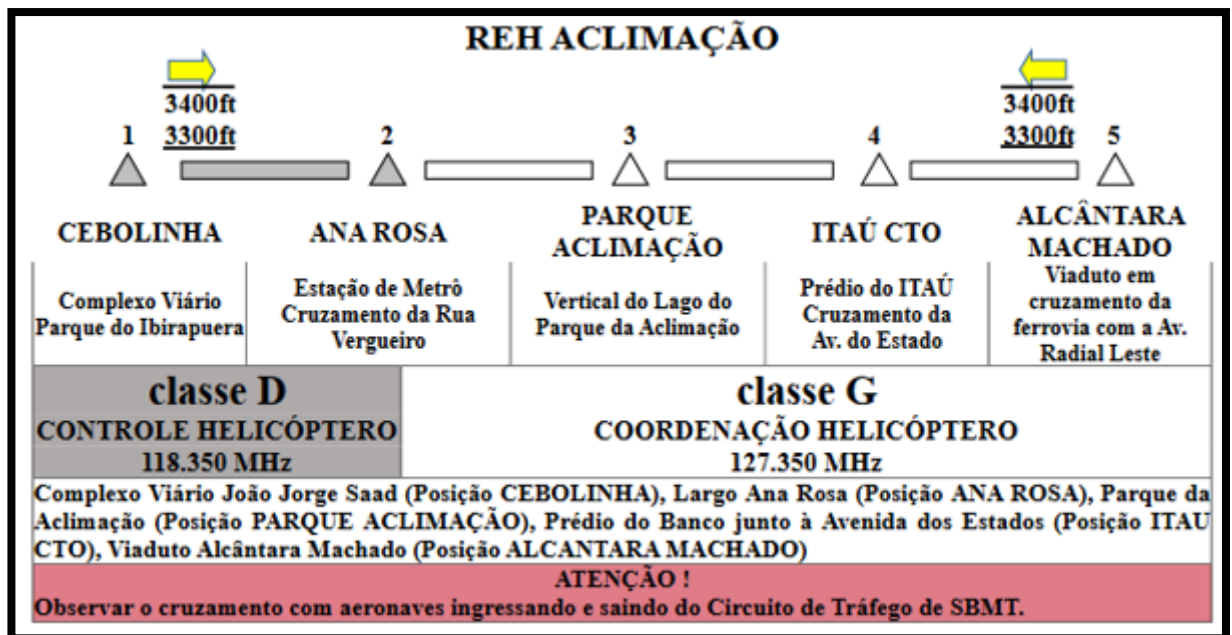 REH ACLIMAÇÃO
3400ft
3300ft
3400ft
3300ft
1
2
3
4
5
CEBOLINHA
ANA ROSA
PARQUE
ACLIMAÇÃO
ITAÚ CTO
ALCÂNTARA
MACHADO
Complexo Viário
Parque do Ibirapuera
Estação de Metrô
Cruzamento da Rua
Vergueiro
Vertical do Lago do
Parque da Aclimação
Prédio do ITAÚ
Cruzamento da
Av. do Estado
Viaduto em
cruzamento da
ferrovia com a Av.
Radial Leste
classe D
CONTROLE HELICÓPTERO
118.350 MHz
classe G
COORDENAÇÃO HELICÓPTERO
127.350 MHz
Complexo Viário João Jorge Saad (Posição CEBOLINHA), Largo Ana Rosa (Posição ANA ROSA), Parque da
Aclimação (Posição PARQUE ACLIMAÇÃO), Prédio do Banco junto à Avenida dos Estados (Posição ITAU
CTO), Viaduto Alcântara Machado (Posição ALCANTARA MACHADO)
ATENÇÃO !
Observar o cruzamento com aeronaves ingressando e saindo do Circuito de Tráfego de SBMT.